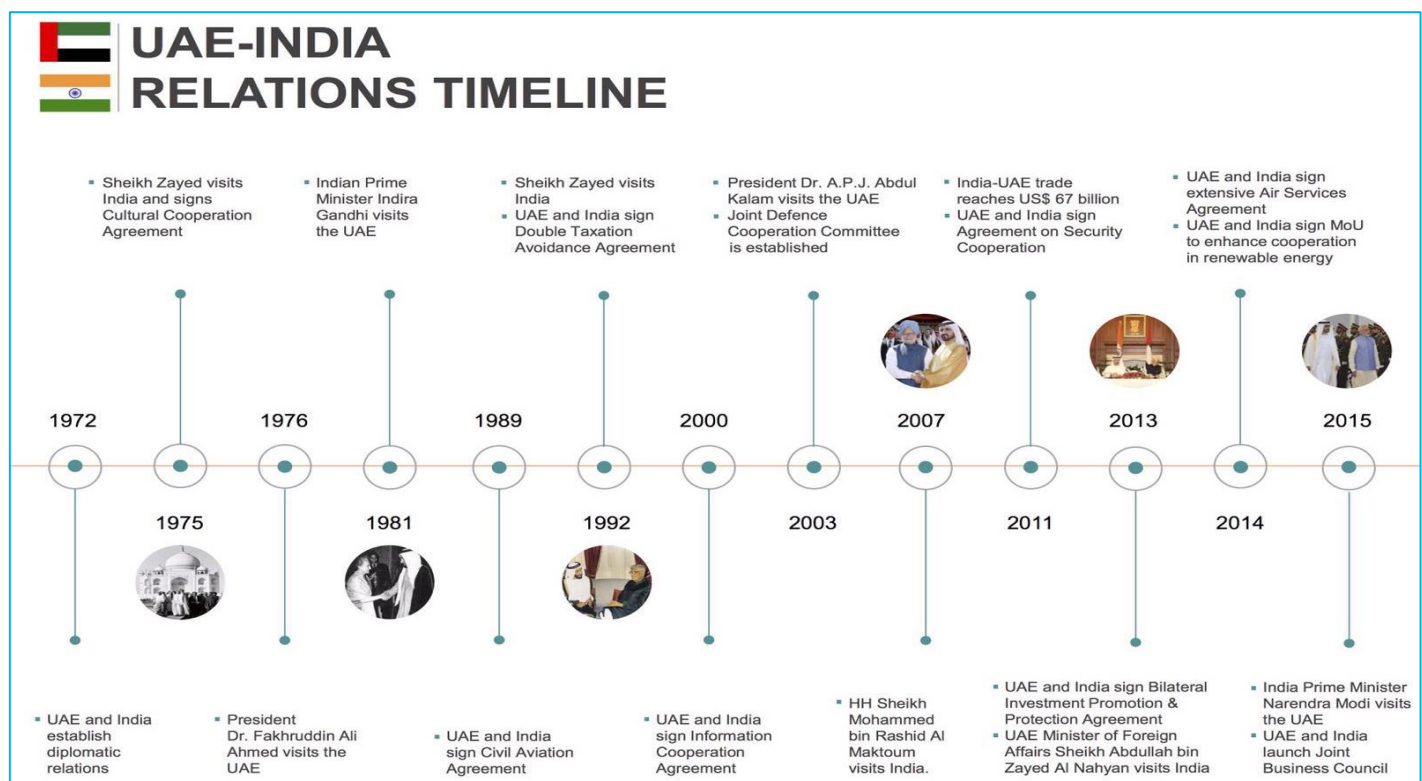 UAE-INDIA
RELATIONS TIMELINE
▪ Sheikh Zayed visits
India and signs
Cultural Cooperation
Agreement
▪ Indian Prime
Minister Indira
Gandhi visits
the UAE
▪ Sheikh Zayed visits
India
▪ UAE and India sign
Double Taxation
Avoidance Agreement
▪ President Dr. A.P.J. Abdul
Kalam visits the UAE
▪ Joint Defence
Cooperation Committee
is established
▪ India-UAE trade
reaches US$ 67 billion
▪ UAE and India sign
Agreement on Security
Cooperation
▪ UAE and India sign
extensive Air Services
Agreement
▪ UAE and India sign MoU
to enhance cooperation
in renewable energy
1972
1976
1989
2000
2007
2013
2015
1975
1981
1992
2003
2011
2014
▪ UAE and India
establish
diplomatic
relations
▪ President
Dr. Fakhruddin Ali
Ahmed visits the
UAE
▪ UAE and India
sign Civil Aviation
Agreement
▪ UAE and India
sign Information
Cooperation
Agreement
▪ HH Sheikh
Mohammed
bin Rashid Al
Maktoum
visits India.
▪ UAE and India sign Bilateral
Investment Promotion &
Protection Agreement
▪ UAE Minister of Foreign
Affairs Sheikh Abdullah bin
Zayed Al Nahyan visits India
▪ India Prime Minister
Narendra Modi visits
the UAE
▪ UAE and India
launch Joint
Business Council